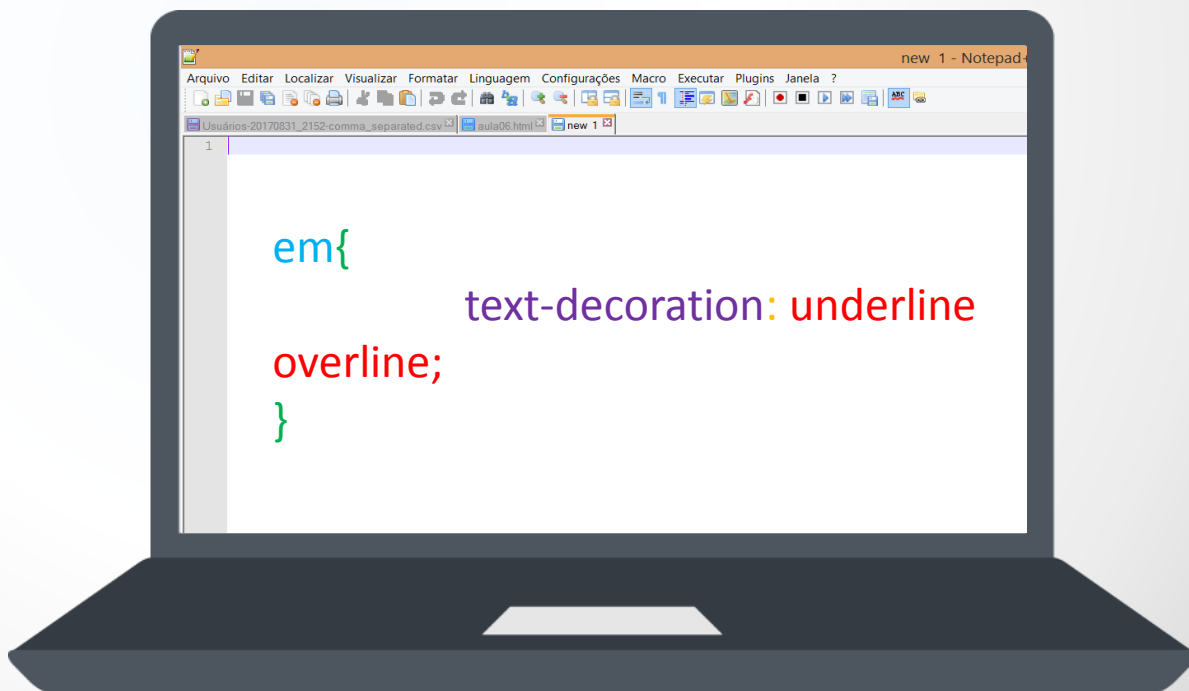 new 1 - Notepad+
Arquivo Editar Localizar Visualizar Formatar Linguagem Configurações Macro Executar Plugins Janela ?
ABC
Usuários-20170831_2152-comma_separated.csv aula06.html new 1
1
em{
text-decoration: underline
overline;
}